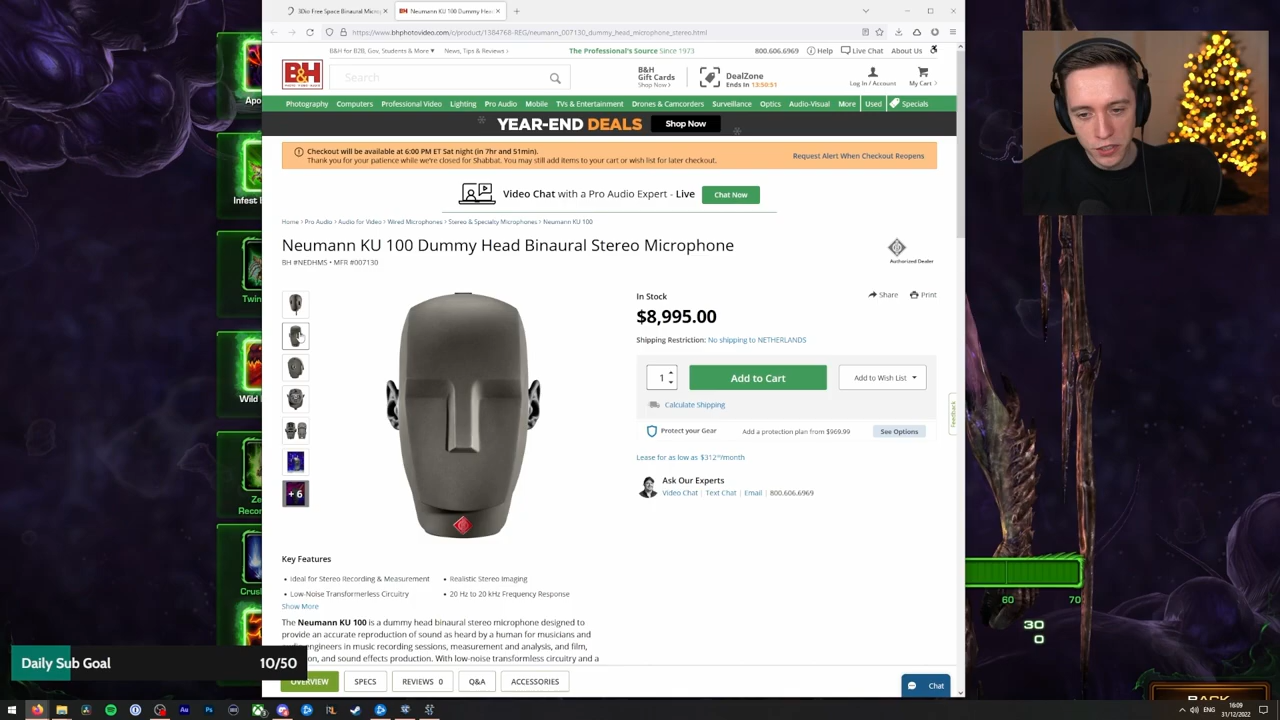 3Dio Free Space Binaural Micro
Neumann KU 100 Dummy Hea
https://www.bhphotovideo.com/c/product/1384768-REG/neumann_007130_dummy_head_microphone_stereo.html
B&H for B2B, Gov, Students & More
News, Tips & Reviews
The Professional's Source Since 1973
800.606.6969
Help
Live Chat
About Us
B&H
PHOTO VIDEO PRO AUDIO
Search
B&H
Gift Cards
Shop Now
DealZone
Ends In 13:50:51
Log In / Account
My Cart
Photography
Computers
Professional Video
Lighting
Pro Audio
Mobile
TVs & Entertainment
Drones & Camcorders
Surveillance
Optics
Audio-Visual
More
Used
Specials
YEAR-END DEALS
Shop Now
Checkout will be available at 6:00 PM ET Sat night (in 7hr and 51min).
Thank you for your patience while we're closed for Shabbat. You may still add items to your cart or wish list for later checkout.
Request Alert When Checkout Reopens
Video Chat with a Pro Audio Expert - Live
Chat Now
Home › Pro Audio › Audio for Video › Wired Microphones › Stereo & Specialty Microphones › Neumann KU 100
Neumann KU 100 Dummy Head Binaural Stereo Microphone
BH #NEDHMS • MFR #007130
Authorized Dealer
In Stock
Share
Print
$8,995.00
Shipping Restriction: No shipping to NETHERLANDS
1
Add to Cart
Add to Wish List
Calculate Shipping
Feedback
Protect your Gear
Add a protection plan from $969.99
See Options
Lease for as low as $312/month
Ask Our Experts
Video Chat | Text Chat | Email | 800.606.6969
+ 6
Key Features
Ideal for Stereo Recording & Measurement
Realistic Stereo Imaging
Low-Noise Transformerless Circuitry
20 Hz to 20 kHz Frequency Response
Show More
The Neumann KU 100 is a dummy head binaural stereo microphone designed to
provide an accurate reproduction of sound as heard by a human for musicians and
engineers in music recording sessions, measurement and analysis, and film,
and sound effects production. With low-noise transformless circuitry and a
OVERVIEW
SPECS
REVIEWS 0
Q&A
ACCESSORIES
Chat
Daily Sub Goal
10/50
Apo
Infest
Twin
Wild
Ze
Recon
Crus
60
70
30
0
BACK
ENG
16:09
31/12/2022